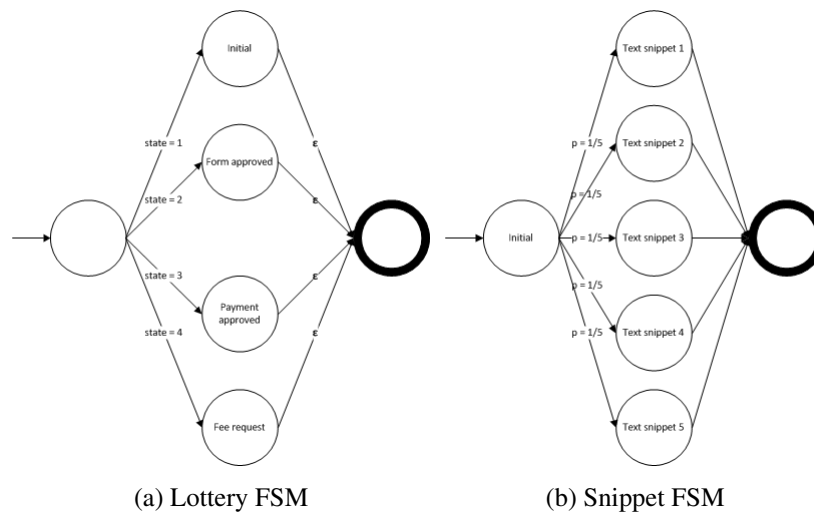 Initial
Text snippet 1
state = 1
ε
p = 1/5
Text snippet 2
Form approved
state = 2
ε
p = 1/5
Initial
p = 1/5
Text snippet 3
state = 3
ε
p = 1/5
Payment
approved
Text snippet 4
state = 4
ε
p = 1/5
Fee request
Text snippet 5
(a) Lottery FSM
(b) Snippet FSM